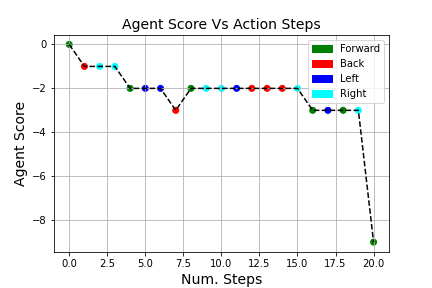 Agent Score Vs Action Steps
Forward
Back
Left
Right
0
−2
−4
−6
−8
Agent Score
0.0 2.5 5.0 7.5 10.0 12.5 15.0 17.5 20.0
Num. Steps